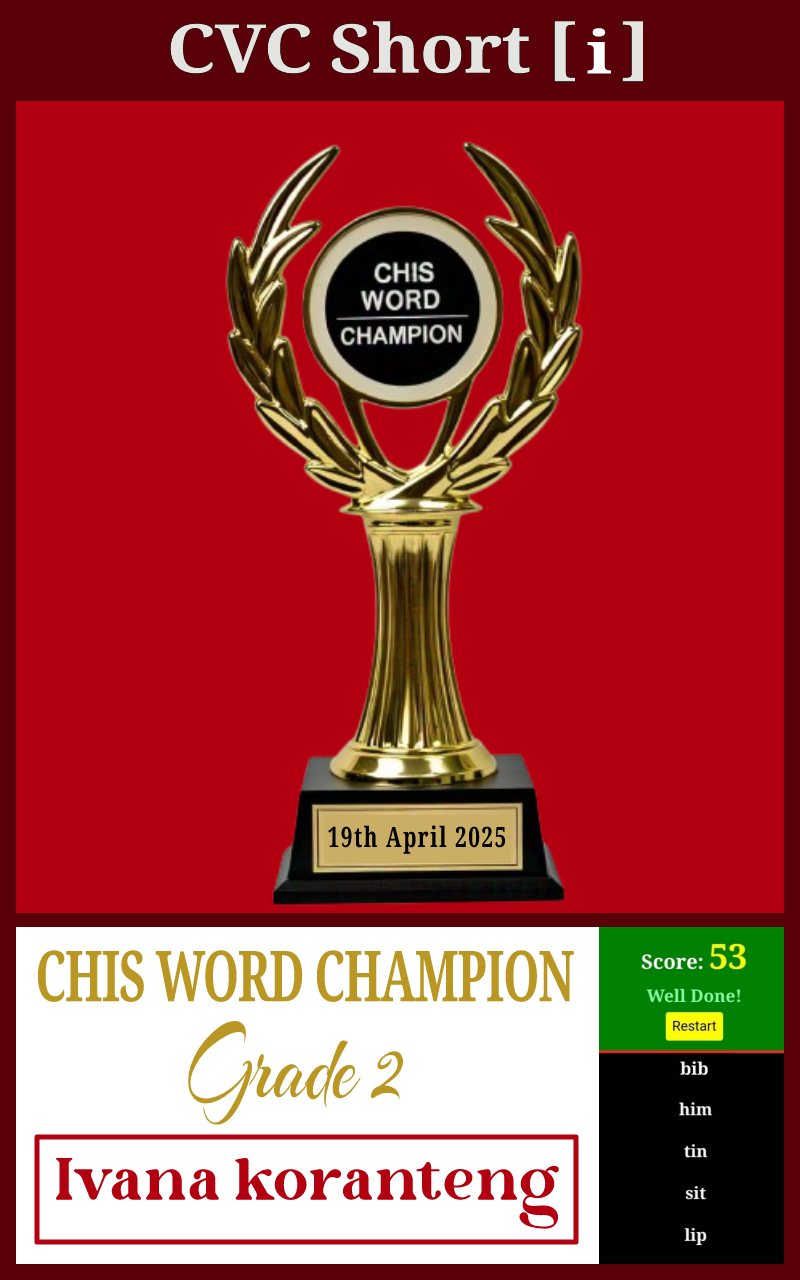 CVC Short [i]
CHIS
WORD
CHAMPION
19th April 2025
CHIS WORD CHAMPION
Grade 2
Ivana koranteng
Score: 53
Well Done!
Restart
bib
him
tin
sit
lip